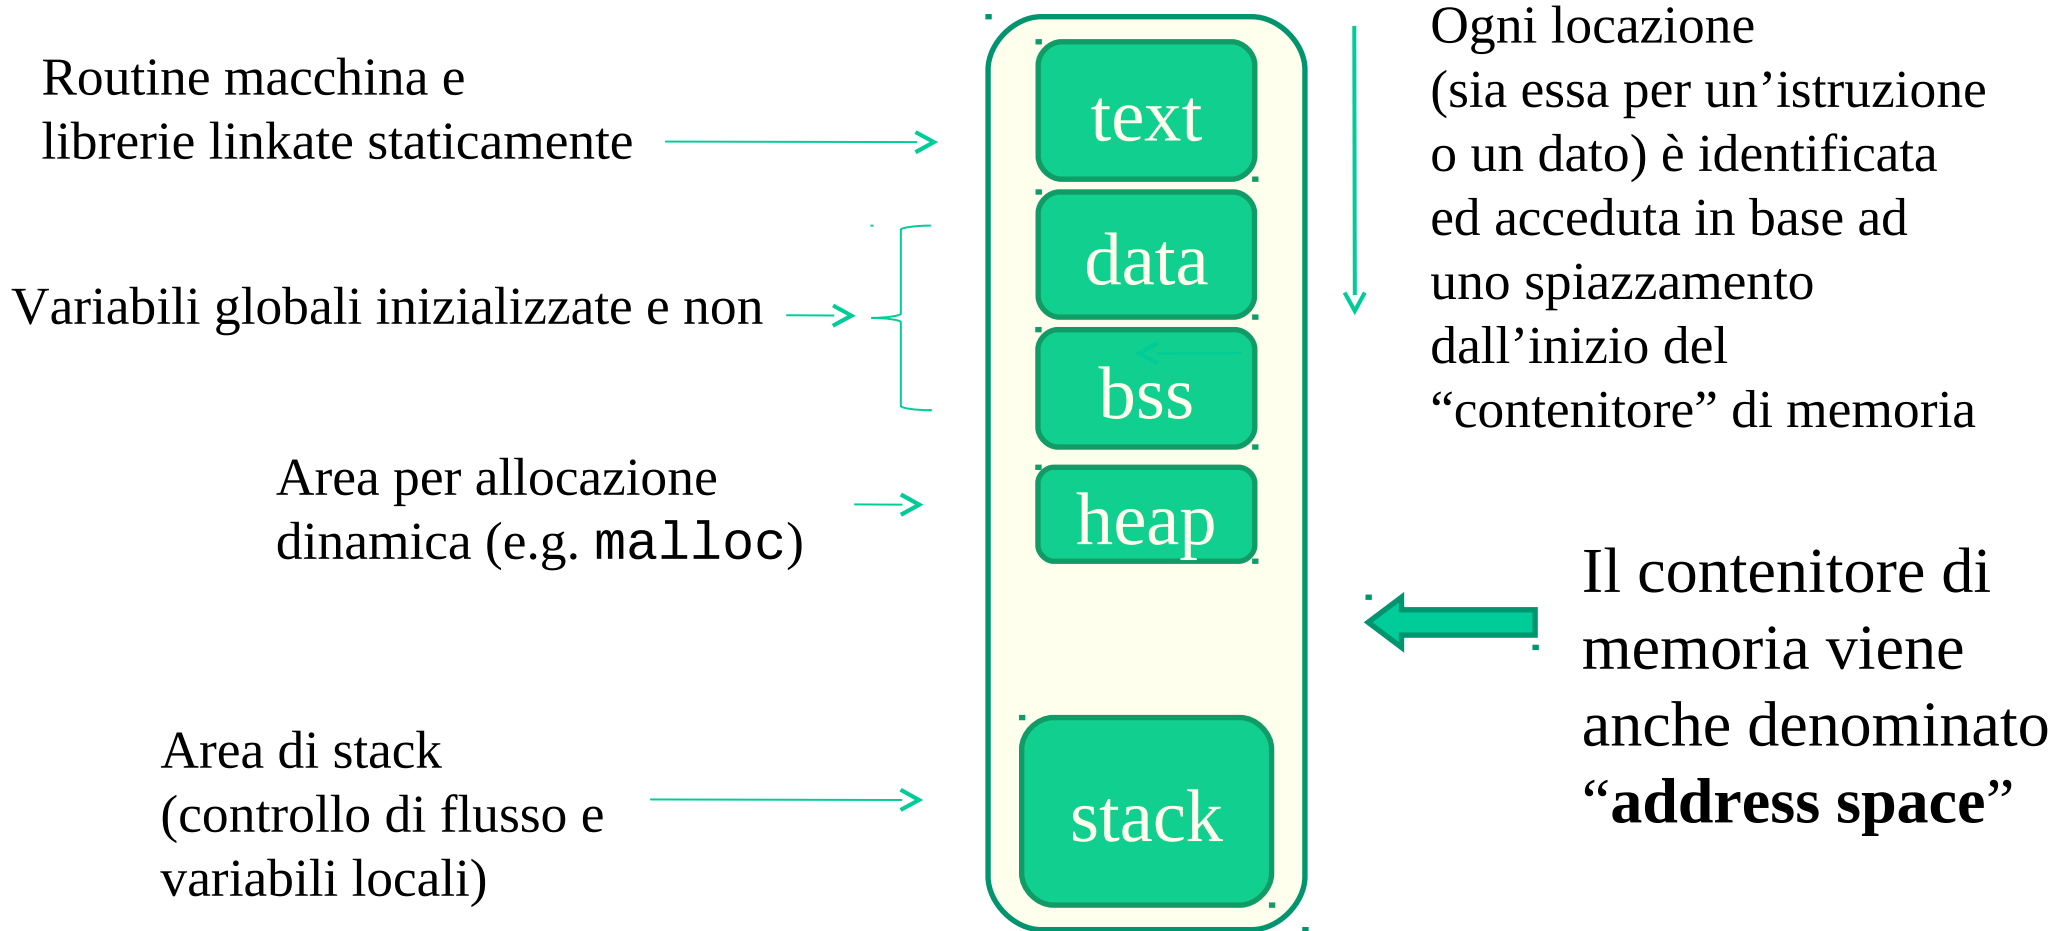 Routine macchina e
librerie linkate staticamente
Variabili globali inizializzate e non
Area per allocazione
dinamica (e.g. malloc)
Area di stack
(controllo di flusso e
variabili locali)
text
data
bss
heap
stack
Ogni locazione
(sia essa per un’istruzione
o un dato) è identificata
ed acceduta in base ad
uno spiazzamento
dall’inizio del
“contenitore” di memoria
Il contenitore di
memoria viene
anche denominato
“address space”